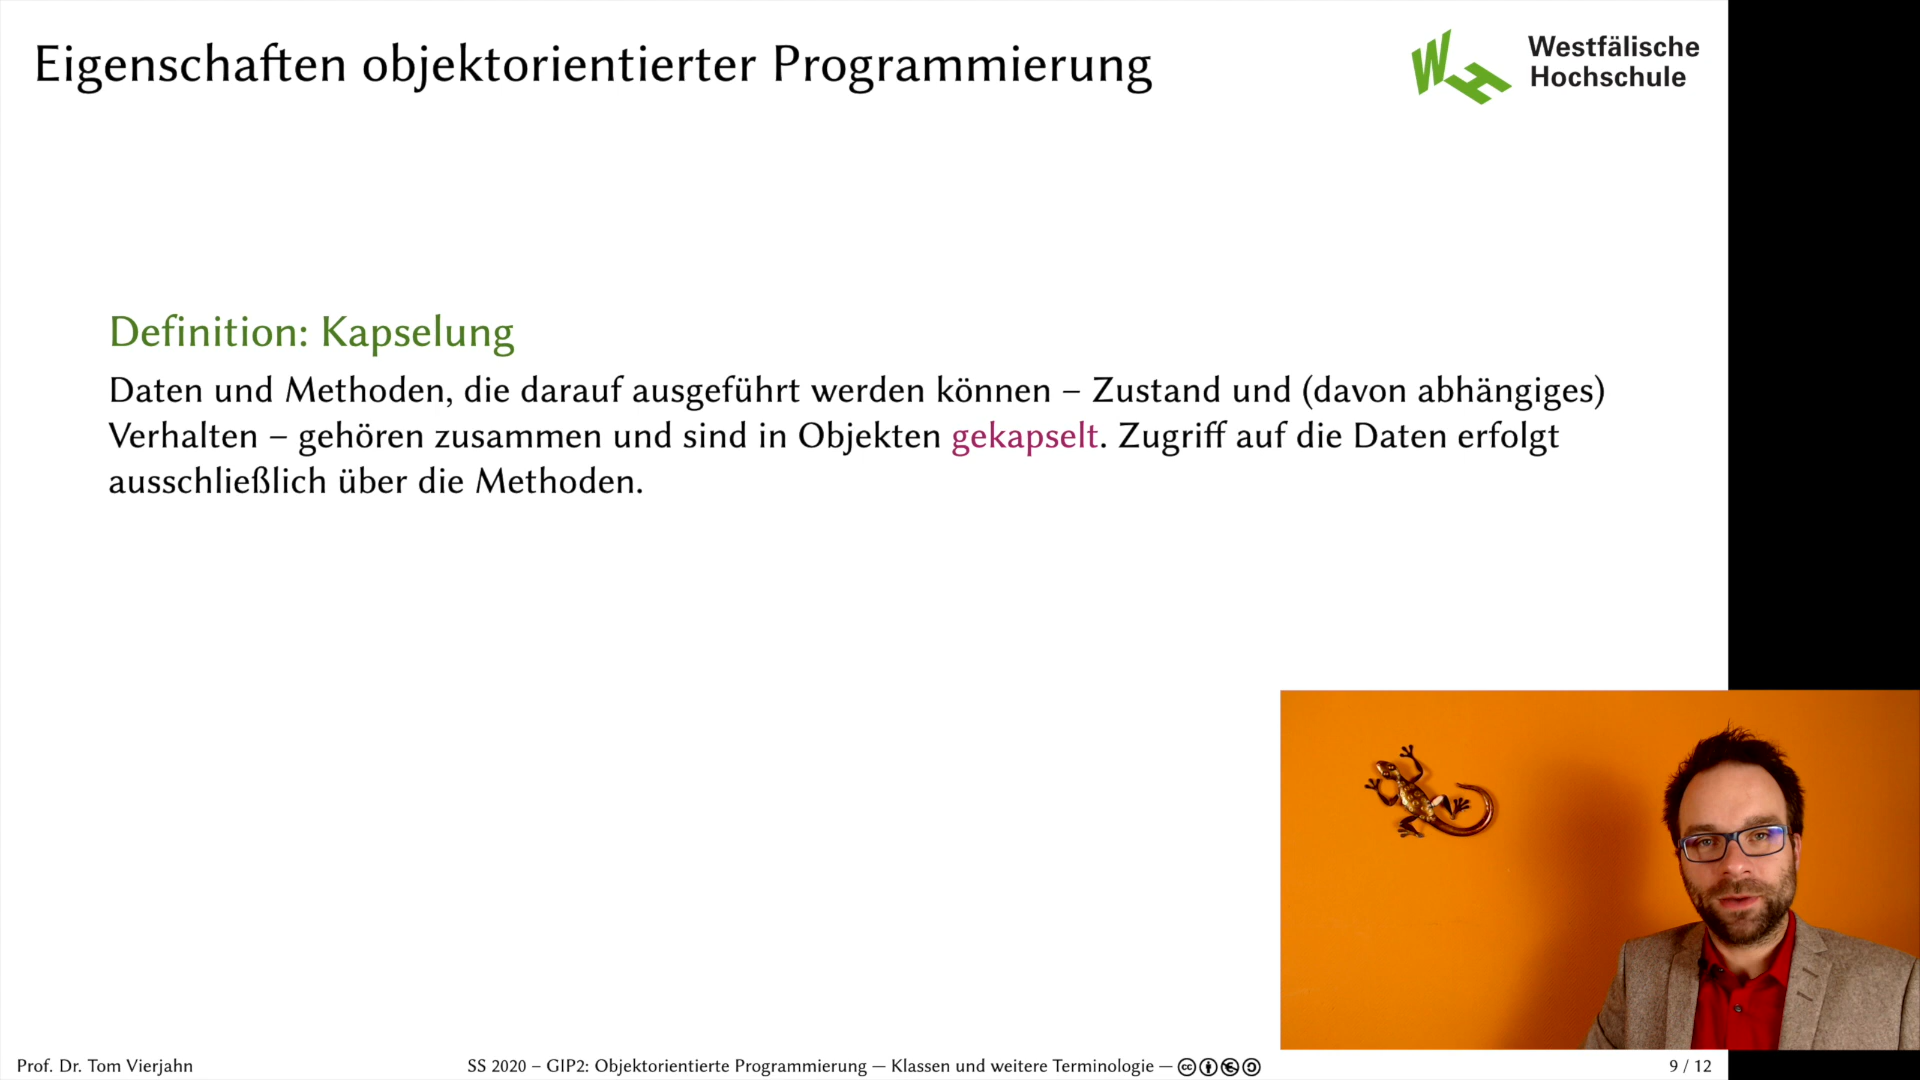 Eigenschaften objektorientierter Programmierung
Westfälische
Hochschule
Definition: Kapselung
Daten und Methoden, die darauf ausgeführt werden können – Zustand und (davon abhängiges)
Verhalten – gehören zusammen und sind in Objekten gekapselt. Zugriff auf die Daten erfolgt
ausschließlich über die Methoden.
Prof. Dr. Tom Vierjahn
SS 2020 – GIP2: Objektorientierte Programmierung — Klassen und weitere Terminologie —
9 / 12